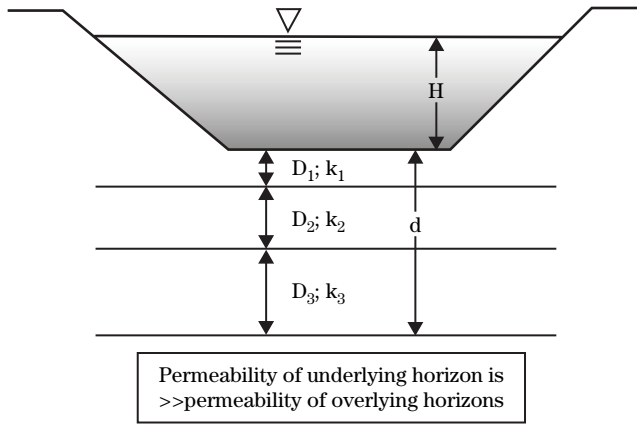 H
D₁; k₁
D₂; k₂
d
D₃; k₃
Permeability of underlying horizon is
>>permeability of overlying horizons